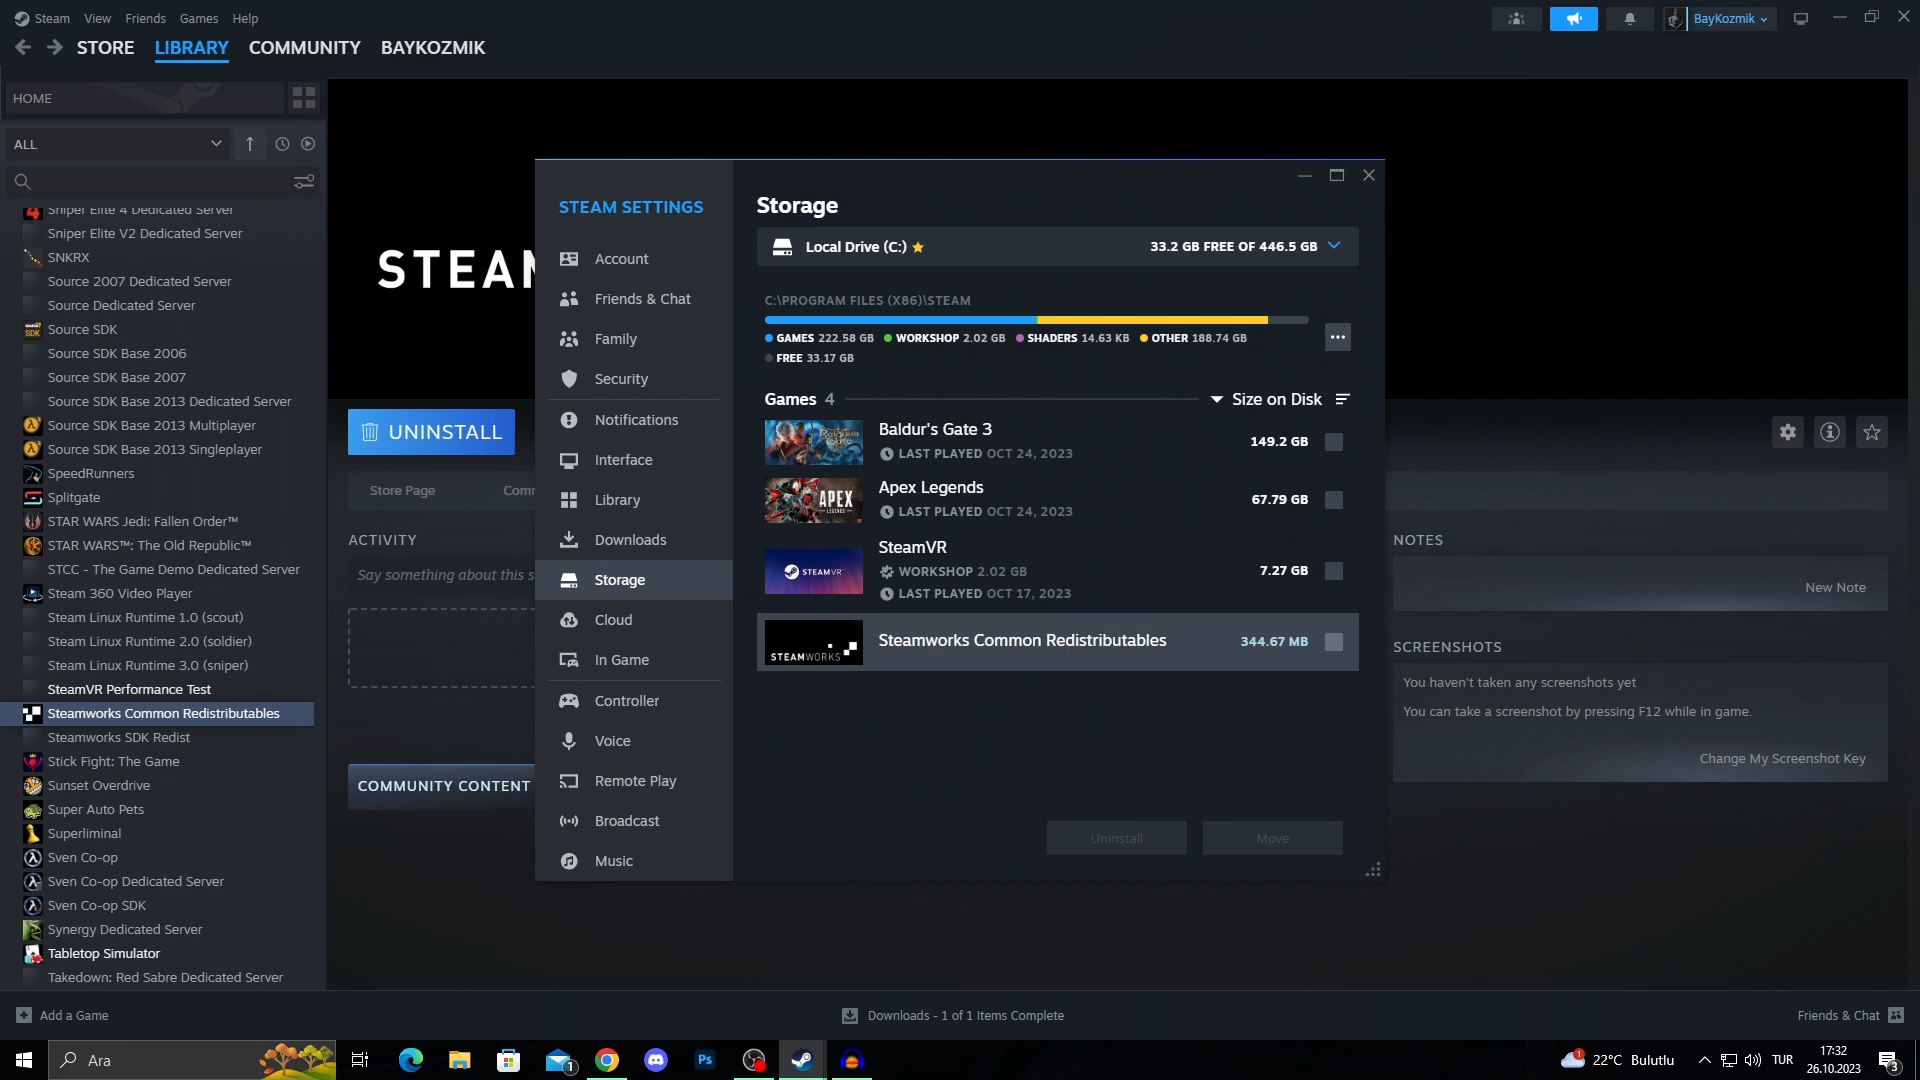 Steam View Friends Games Help
BayKozmik
STORE LIBRARY COMMUNITY BAYKOZMIK
HOME
ALL
Sniper Elite 4 Dedicated Server
Sniper Elite V2 Dedicated Server
SNKRX
Source 2007 Dedicated Server
Source Dedicated Server
Source SDK
Source SDK Base 2006
Source SDK Base 2007
Source SDK Base 2013 Dedicated Server
Source SDK Base 2013 Multiplayer
Source SDK Base 2013 Singleplayer
SpeedRunners
Splitgate
STAR WARS Jedi: Fallen Order™
STAR WARS™: The Old Republic™
STCC - The Game Demo Dedicated Server
Steam 360 Video Player
Steam Linux Runtime 1.0 (scout)
Steam Linux Runtime 2.0 (soldier)
Steam Linux Runtime 3.0 (sniper)
SteamVR Performance Test
Steamworks Common Redistributables
Steamworks SDK Redist
Stick Fight: The Game
Sunset Overdrive
Super Auto Pets
Superliminal
Sven Co-op
Sven Co-op Dedicated Server
Sven Co-op SDK
Synergy Dedicated Server
Tabletop Simulator
Takedown: Red Sabre Dedicated Server
STEAM
UNINSTALL
Store Page Comm
ACTIVITY
Say something about this s
COMMUNITY CONTENT
STEAM SETTINGS
Account
Friends & Chat
Family
Security
Notifications
Interface
Library
Downloads
Storage
Cloud
In Game
Controller
Voice
Remote Play
Broadcast
Music
Storage
Local Drive (C:) 33.2 GB FREE OF 446.5 GB
C:\PROGRAM FILES (X86)\STEAM
GAMES 222.58 GB WORKSHOP 2.02 GB SHADERS 14.63 KB OTHER 188.74 GB
FREE 33.17 GB
Games 4 Size on Disk
Baldur's Gate 3
149.2 GB
LAST PLAYED OCT 24, 2023
APEX
LEGENDS
Apex Legends
67.79 GB
LAST PLAYED OCT 24, 2023
STEAMVR
SteamVR
WORKSHOP 2.02 GB
7.27 GB
LAST PLAYED OCT 17, 2023
STEAMWORKS
Steamworks Common Redistributables 344.67 MB
Uninstall Move
NOTES
New Note
SCREENSHOTS
You haven't taken any screenshots yet
You can take a screenshot by pressing F12 while in game.
Change My Screenshot Key
Add a Game
Downloads - 1 of 1 Items Complete
Friends & Chat
Ara
1
Ps
1
22°C Bulutlu
TUR
17:32
26.10.2023
3